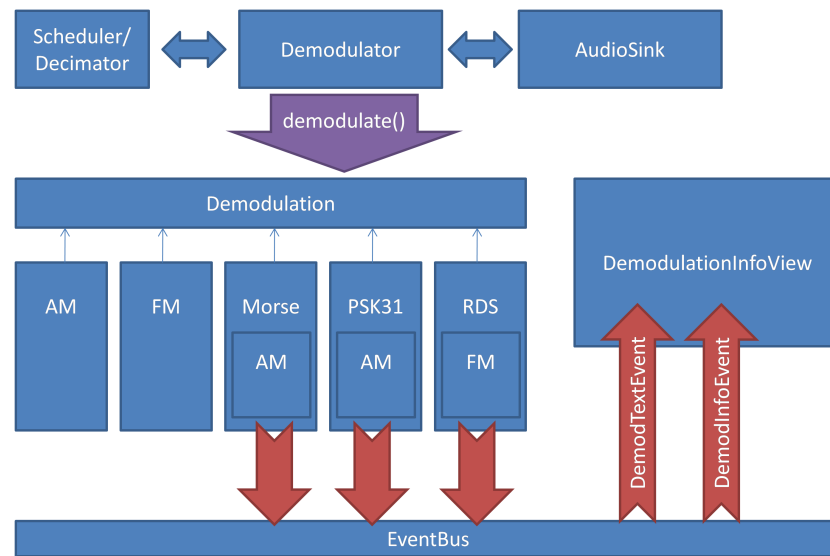 Scheduler/
Decimator
Demodulator
AudioSink
demodulate()
Demodulation
DemodulationInfoView
AM
FM
Morse
PSK31
RDS
AM
AM
FM
DemodTextEvent
DemodInfoEvent
EventBus